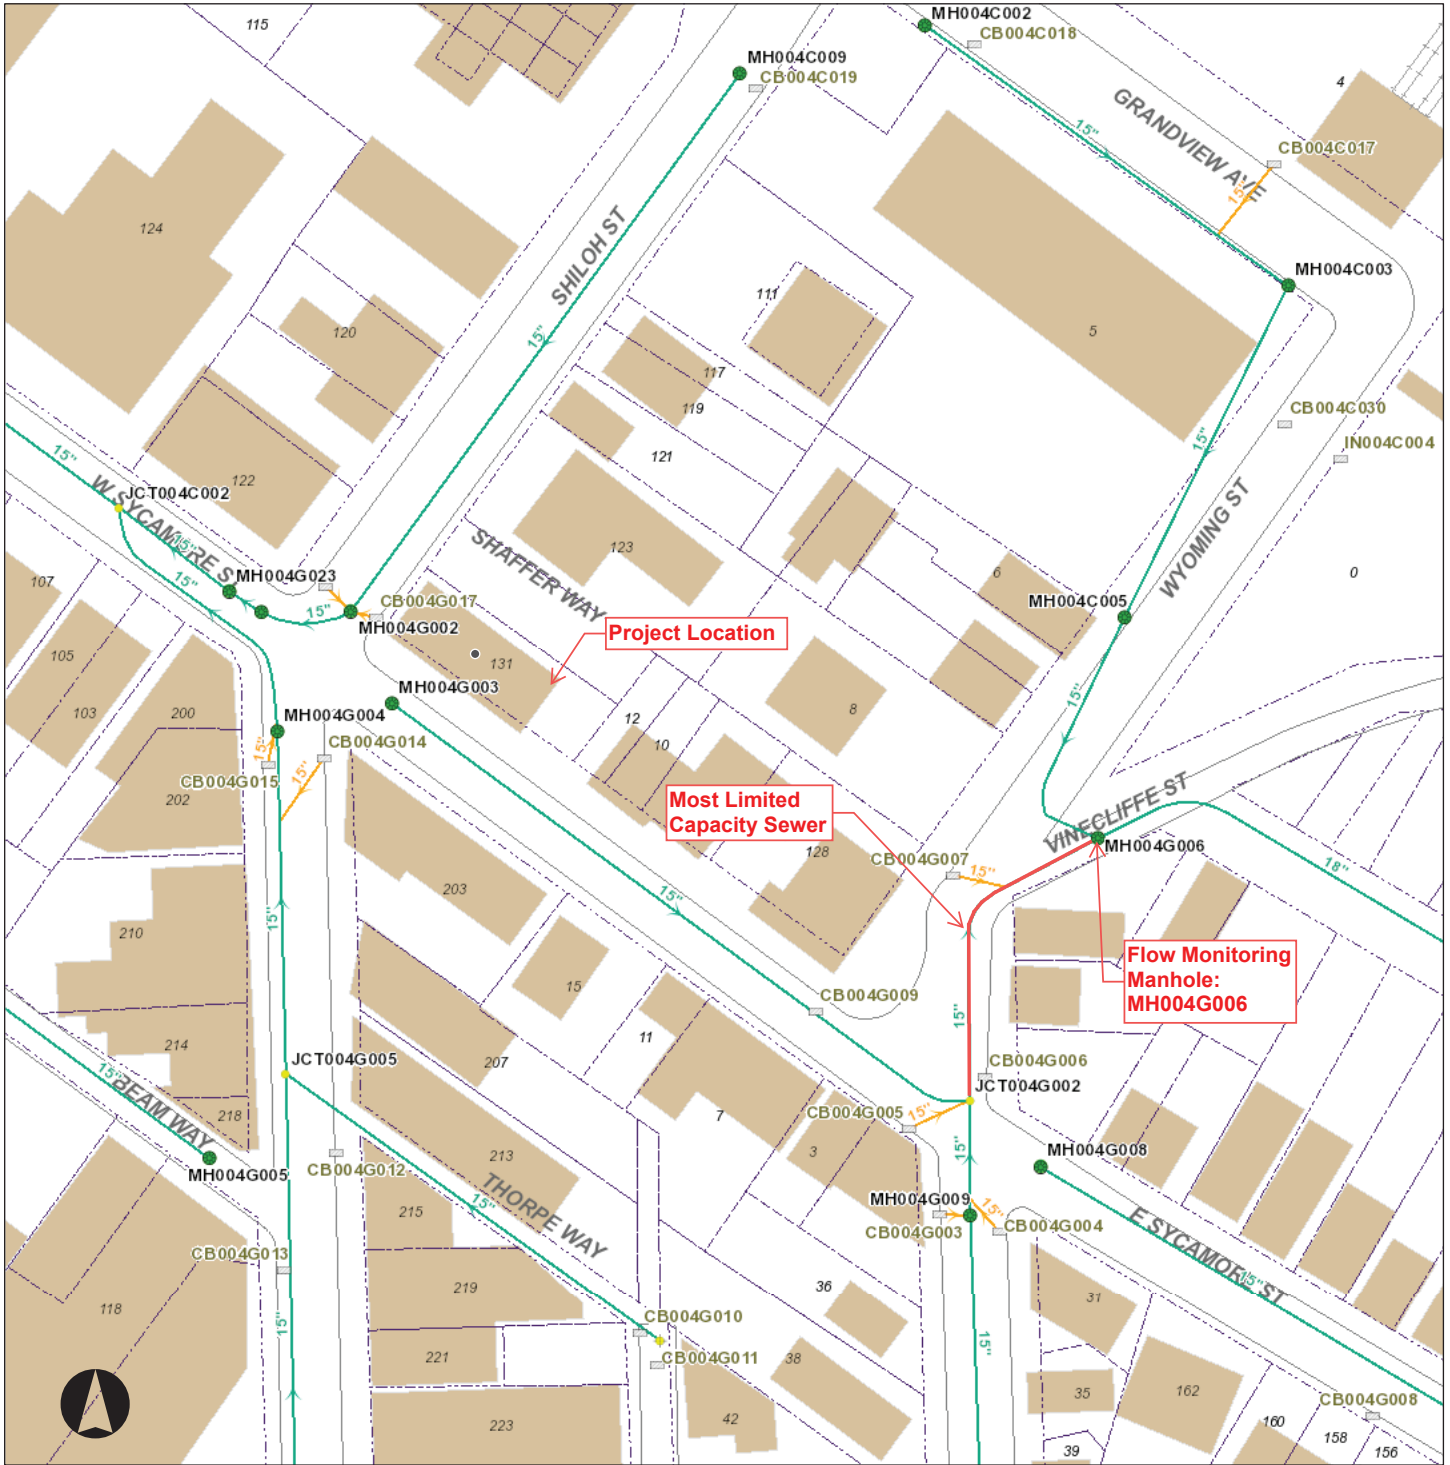 115
MH004C002
CB004C018
MH004C009
CB004C019
4
GRANDVIEW AVE
15"
CB004C017
15"
124
SHILOH ST
MH004C003
111
120
15"
5
117
119
CB004C030
15"
IN004C004
121
15"
122
JCT004C002
W SYCAMORE ST
15"
SHAFFER WAY
123
WYOMING ST
107
15"
MH004G023
6
0
CB004G017
15"
MH004G002
MH004C005
Project Location
105
131
MH004G003
15"
103
200
MH004G004
12
8
CB004G014
10
15"
15"
CB004G015
202
Most Limited
Capacity Sewer
VINECLIFFE ST
MH004G006
128
CB004G007
15"
18"
203
15"
15"
210
Flow Monitoring
Manhole:
MH004G006
15
CB004G009
15"
214
11
207
JCT004G005
CB004G006
JCT004G002
15"
BEAM WAY
218
7
CB004G005
15"
3
15"
MH004G008
213
MH004G005
CB004G012
THORPE WAY
15"
215
MH004G009
15"
CB004G003
CB004G004
E SYCAMORE ST
15"
CB004G013
219
36
31
118
15"
CB004G010
15"
221
CB004G011
38
35
162
CB004G008
223
42
160
158
39
156